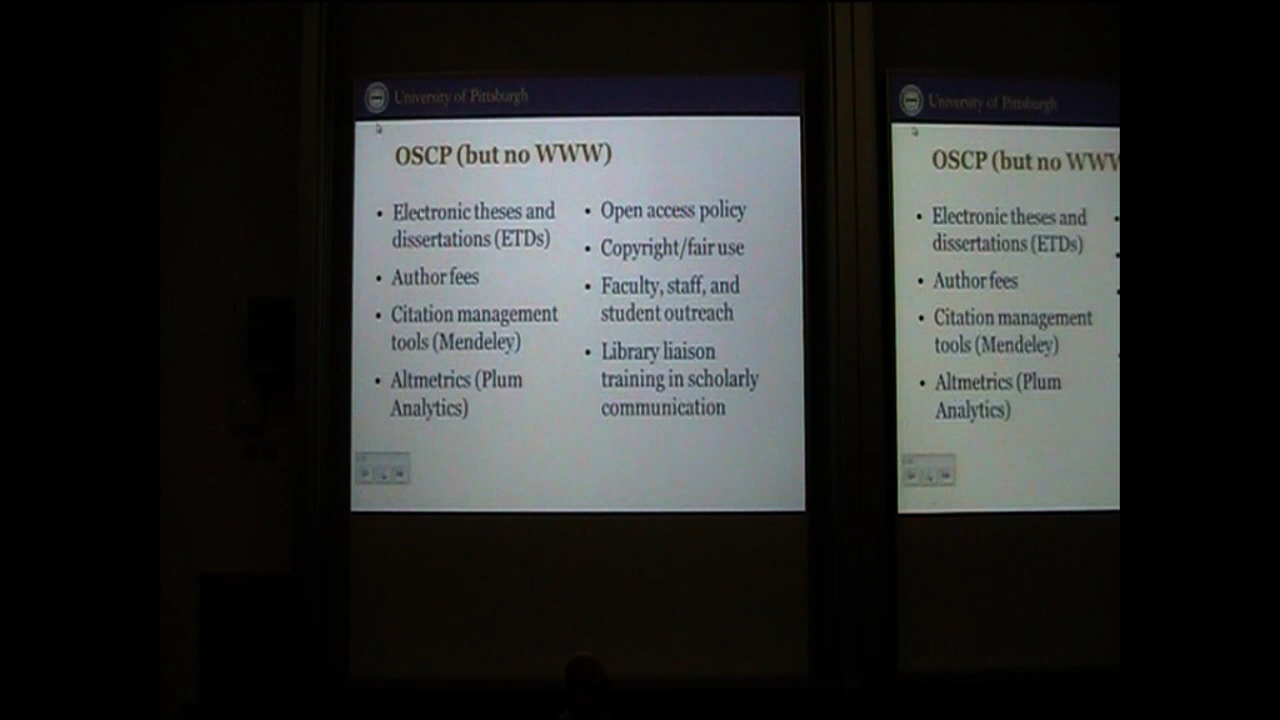 University of Pittsburgh
OSCP (but no WWW)
• Electronic theses and
dissertations (ETDs)
• Author fees
• Citation management
tools (Mendeley)
• Altmetrics (Plum
Analytics)
• Open access policy
• Copyright/fair use
• Faculty, staff, and
student outreach
• Library liaison
training in scholarly
communication
University of Pittsburgh
OSCP (but no WWW
• Electronic theses and
dissertations (ETDs)
• Author fees
• Citation management
tools (Mendeley)
• Altmetrics (Plum
Analytics)